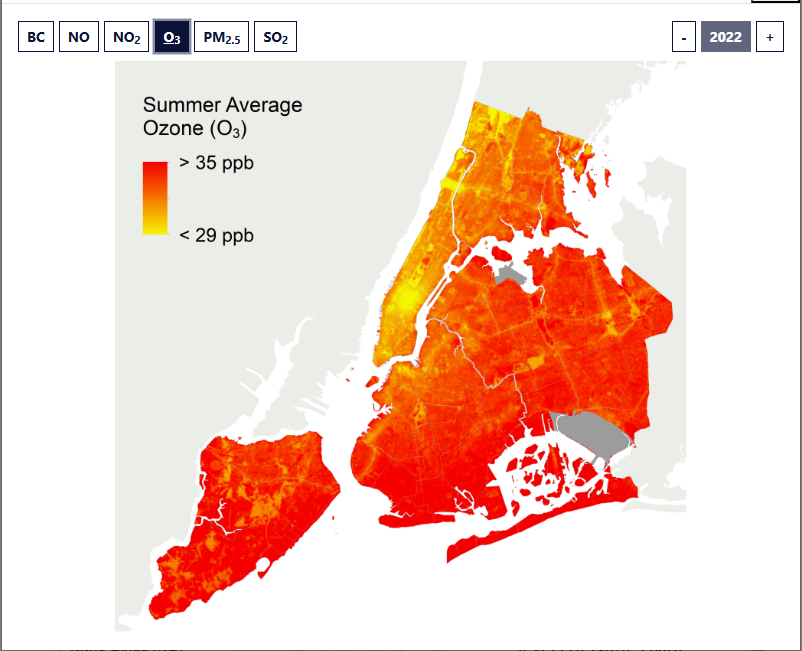 BC NO NO₂ O₃ PM₂.₅ SO₂ - 2022 +
Summer Average
Ozone (O₃)
> 35 ppb
< 29 ppb